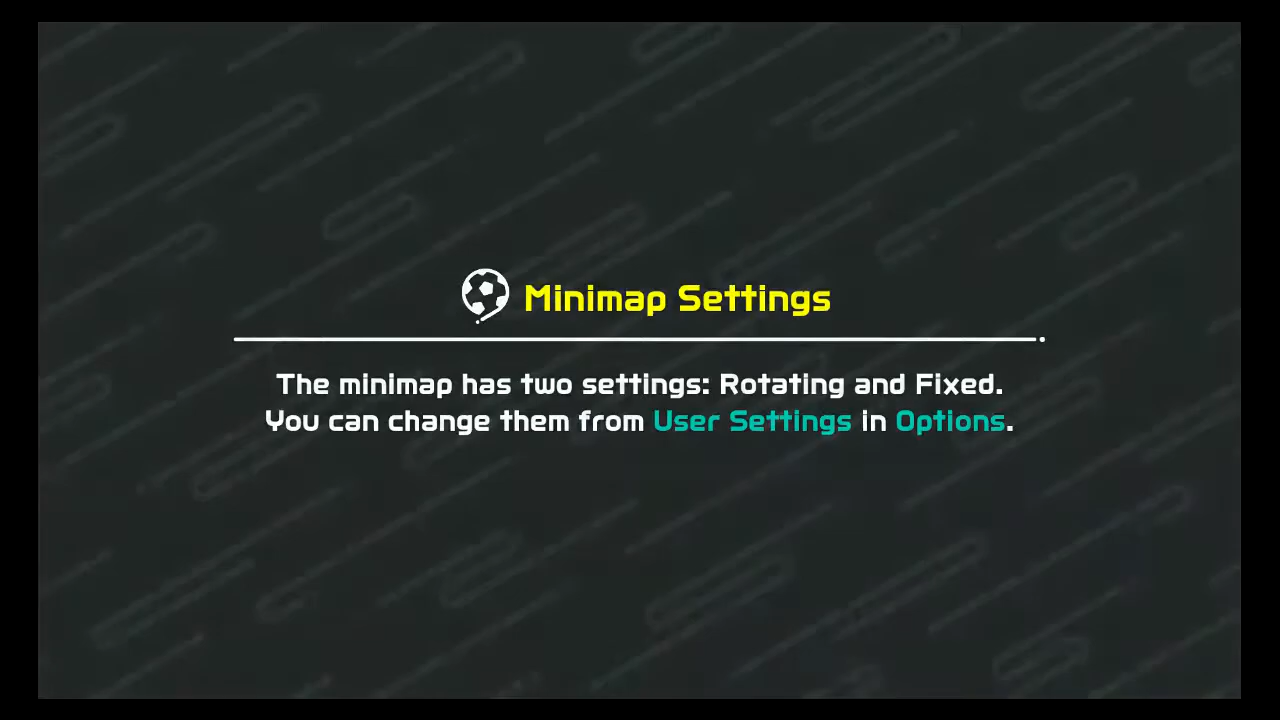 Minimap Settings
The minimap has two settings: Rotating and Fixed.
You can change them from User Settings in Options.